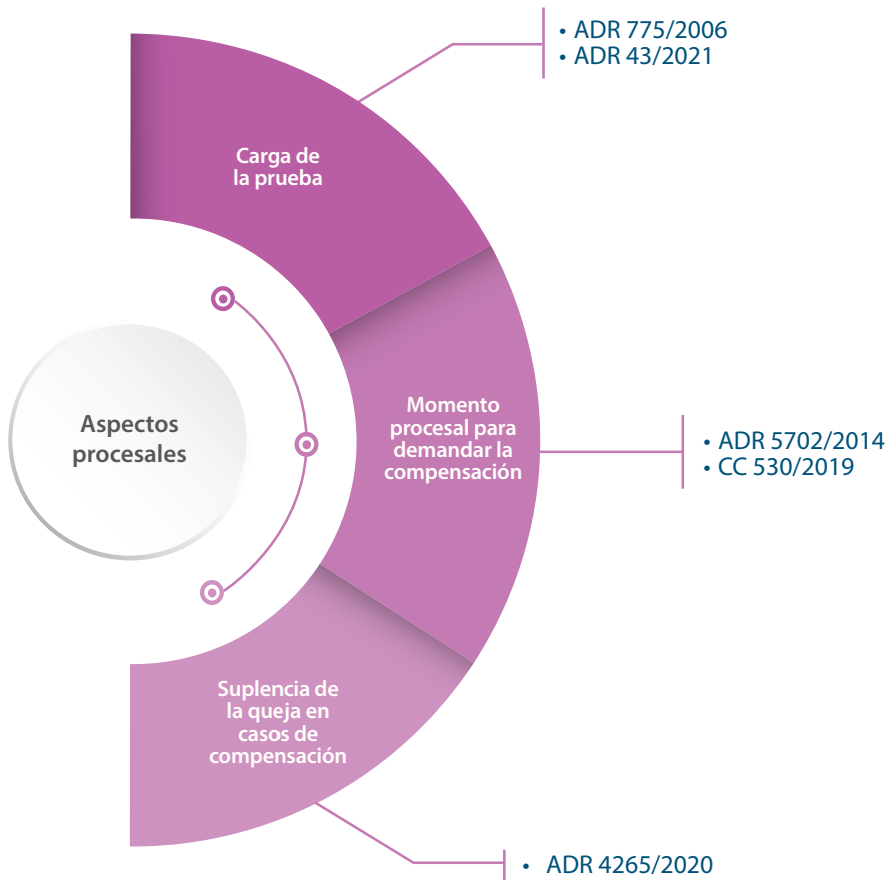 • ADR 775/2006
• ADR 43/2021
Carga de
la prueba
Aspectos
procesales
Momento
procesal para
demandar la
compensación
• ADR 5702/2014
• CC 530/2019
Suplencia de
la queja en
casos de
compensación
• ADR 4265/2020